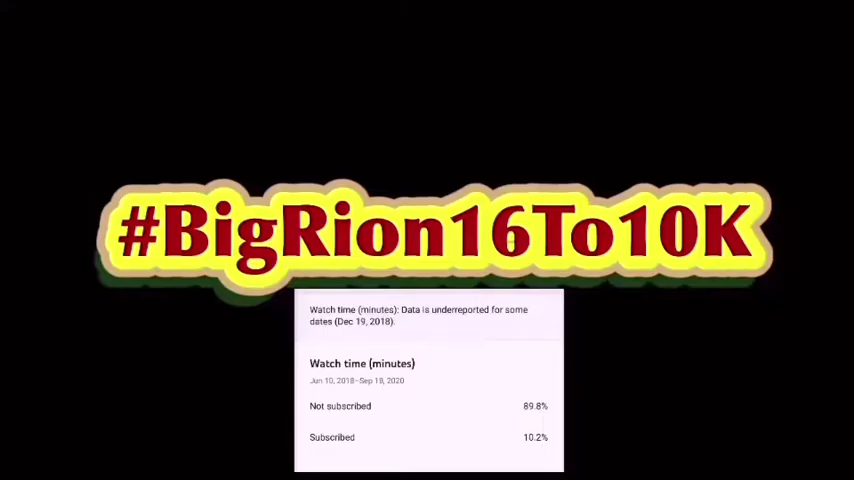 #BigRion16To10K
Watch time (minutes): Data is underreported for some
dates (Dec 19, 2018).
Watch time (minutes)
Jun 10, 2018–Sep 18, 2020
Not subscribed 89.8%
Subscribed 10.2%